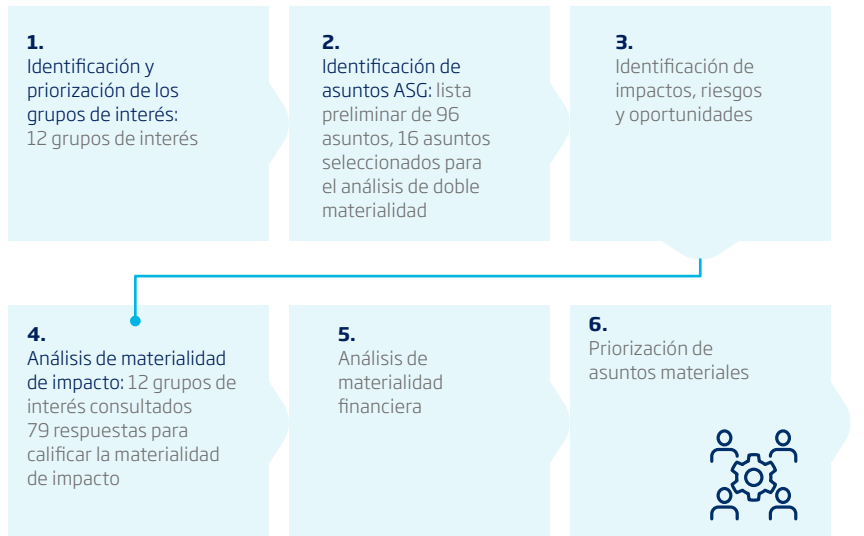 1.
Identificación y
priorización de los
grupos de interés:
12 grupos de interés
2.
Identificación de
asuntos ASG: lista
preliminar de 96
asuntos, 16 asuntos
seleccionados para
el análisis de doble
materialidad
3.
Identificación de
impactos, riesgos
y oportunidades
4.
Análisis de materialidad
de impacto: 12 grupos de
interés consultados
79 respuestas para
calificar la materialidad
de impacto
5.
Análisis de
materialidad
financiera
6.
Priorización de
asuntos materiales